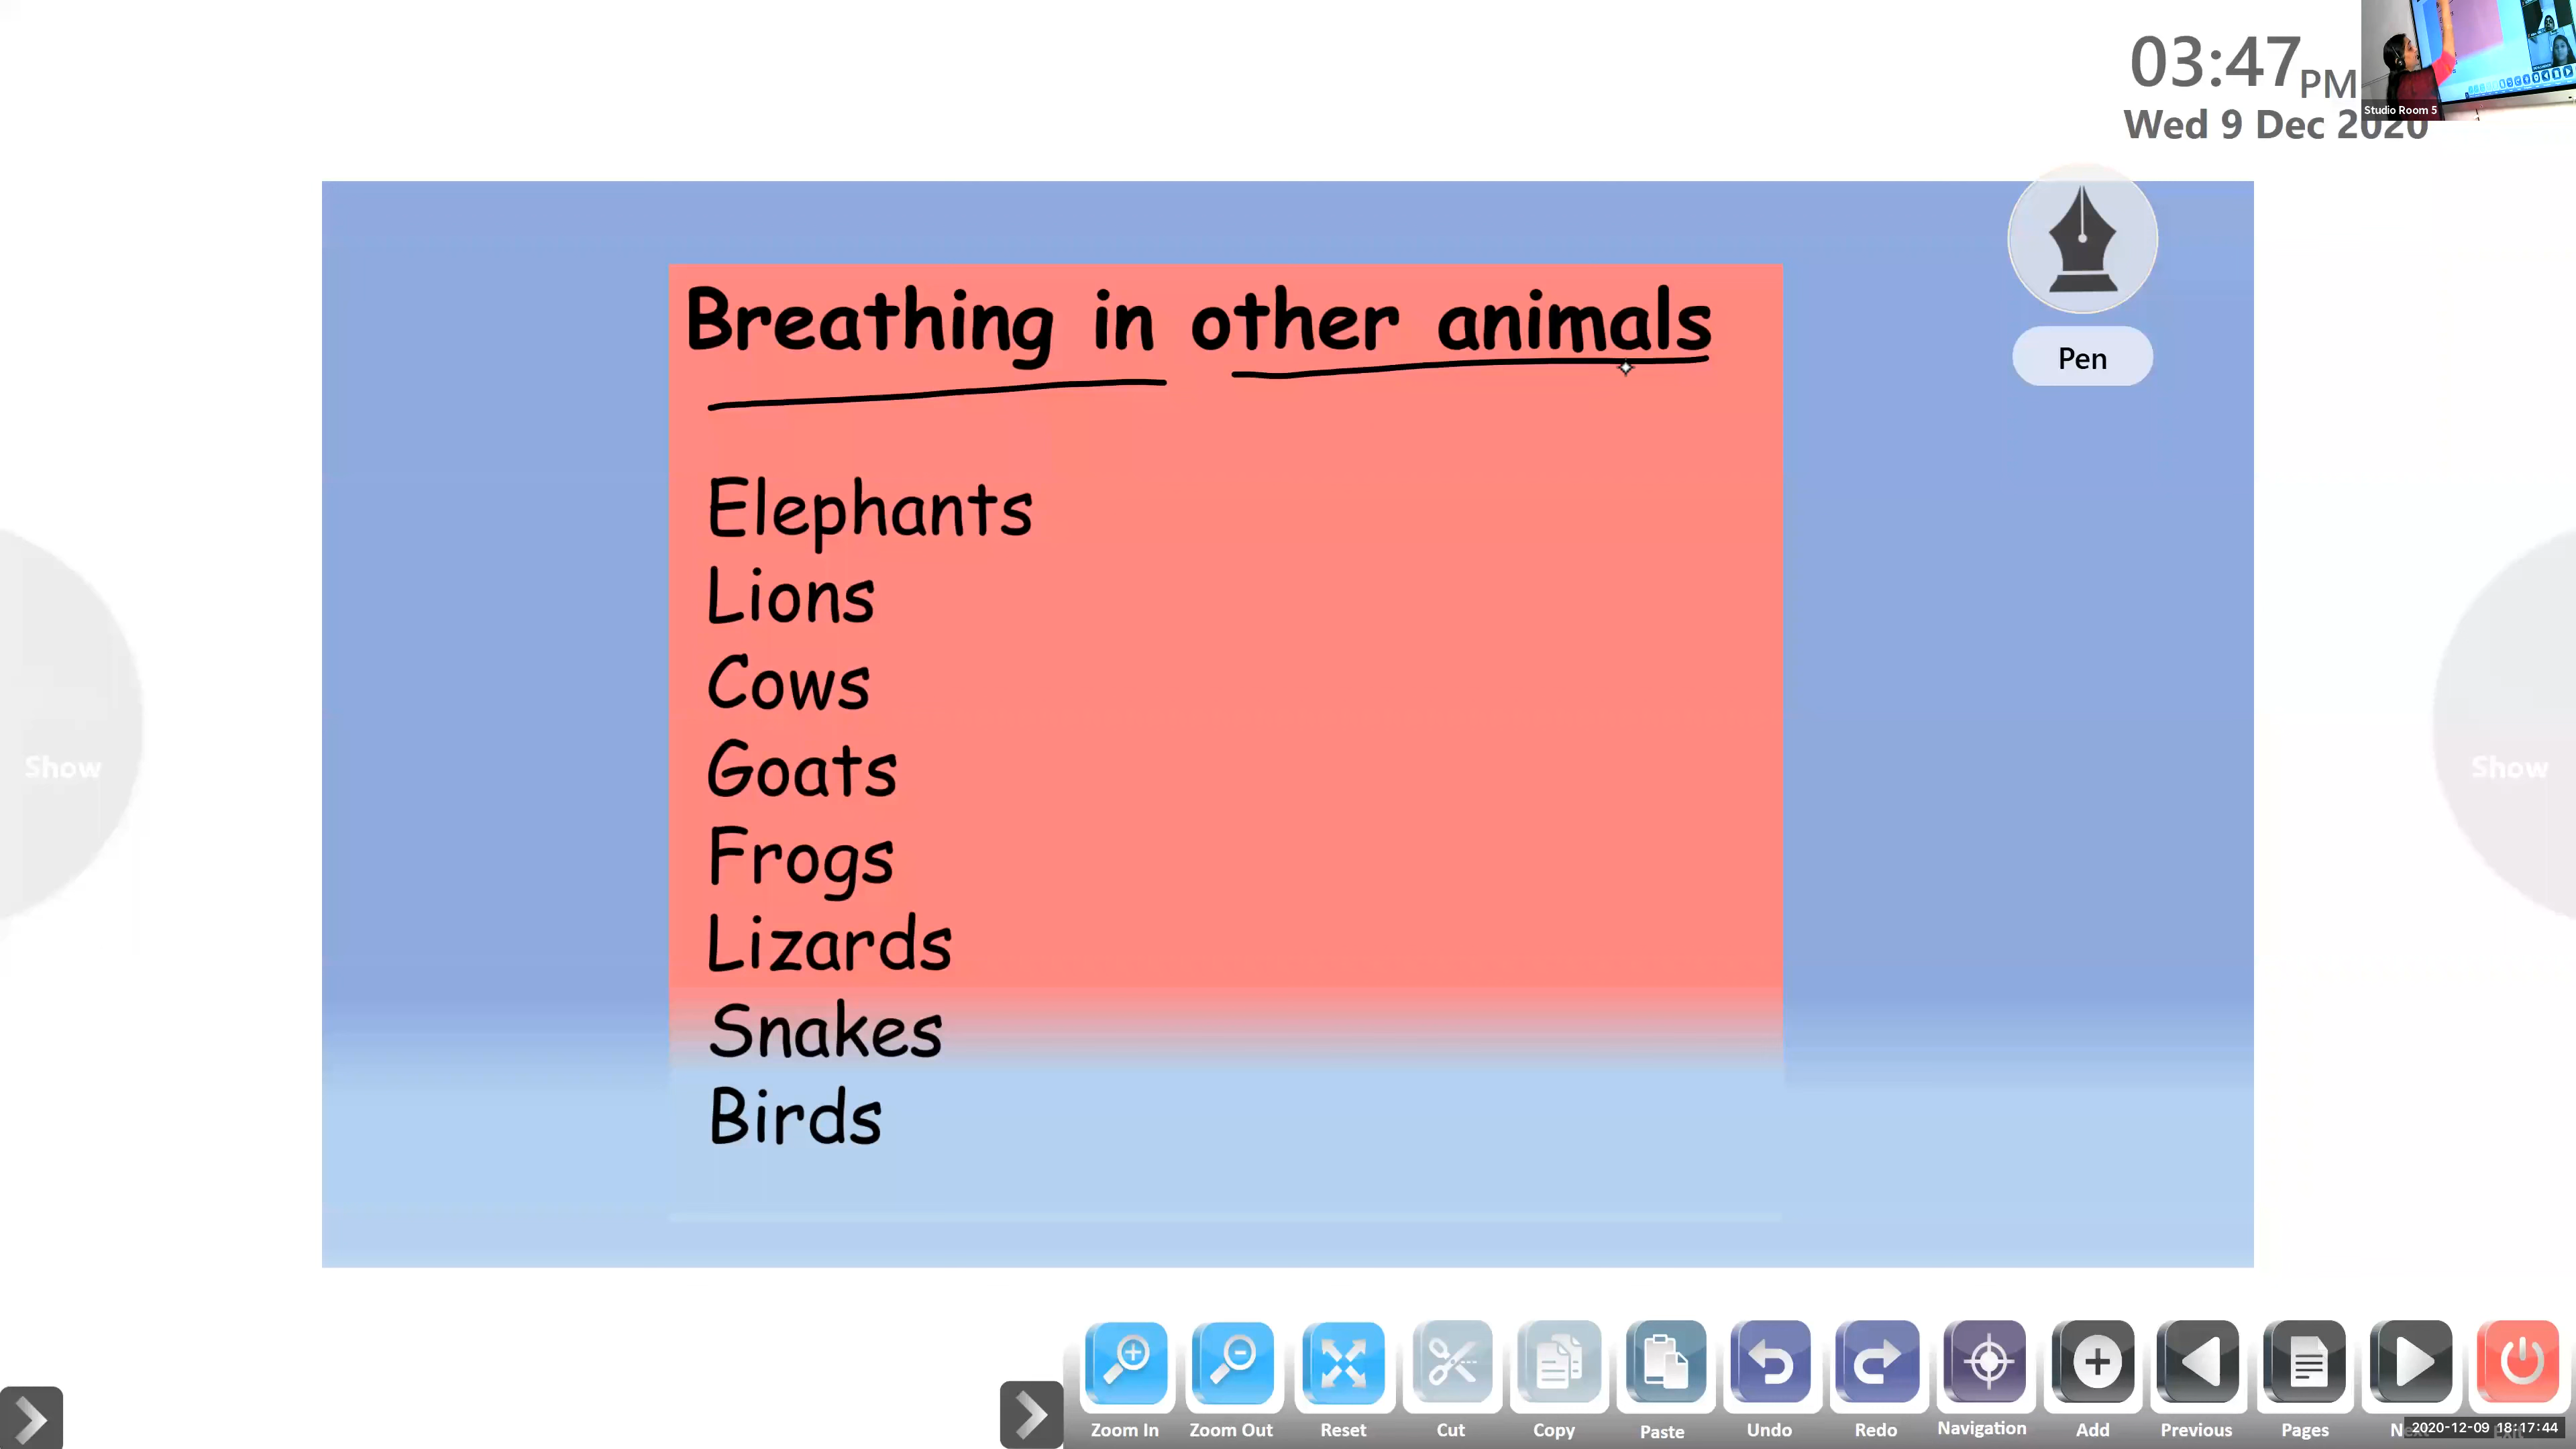 03:47 PM
Wed 9 Dec 2020
Studio Room 5
Pen
Breathing in other animals
Elephants
Lions
Cows
Goats
Frogs
Lizards
Snakes
Birds
Show
Show
Zoom In Zoom Out Reset Cut Copy Paste Undo Redo Navigation Add Previous Pages
2020-12-09 18:17:44